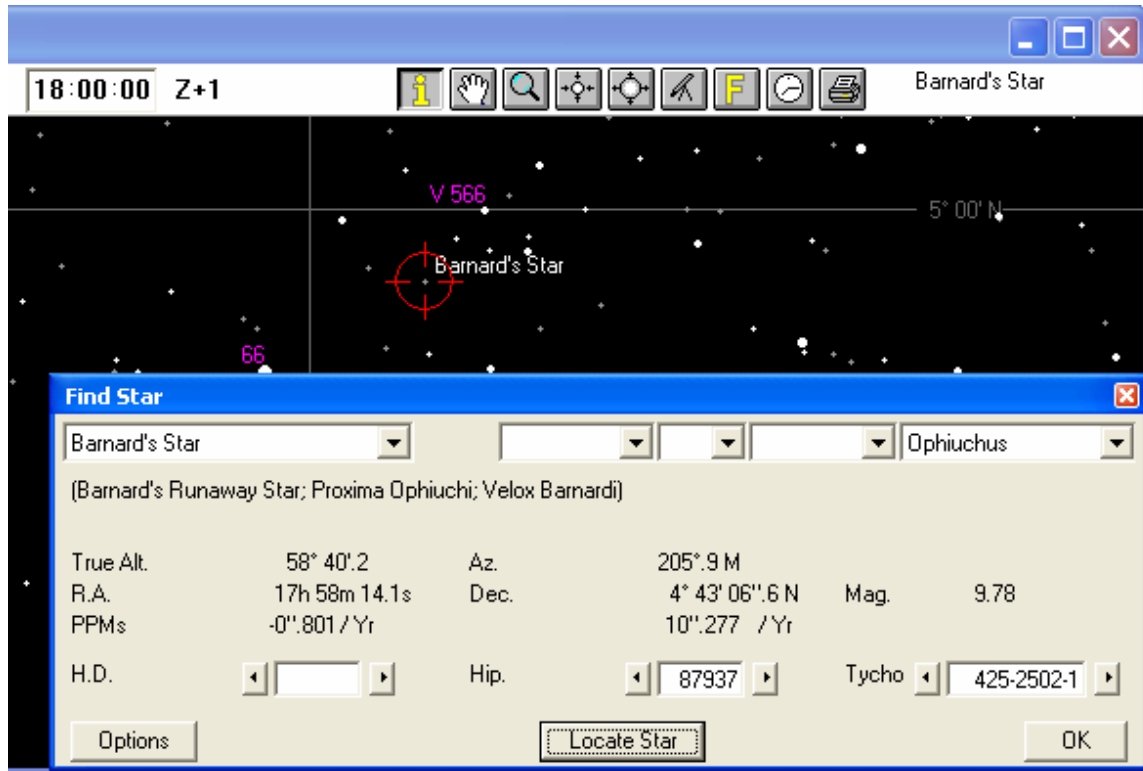 18:00:00 Z+1 F Barnard's Star
V 566
5° 00' N
Barnard's Star
66
Find Star
Barnard's Star Ophiuchus
(Barnard's Runaway Star; Proxima Ophiuchi; Velox Barnardi)
True Alt. 58° 40'.2 Az. 205°.9 M
R.A. 17h 58m 14.1s Dec. 4° 43' 06".6 N Mag. 9.78
PPMs -0".801 / Yr 10".277 / Yr
H.D. Hip. 87937 Tycho 425-2502-1
Options Locate Star OK